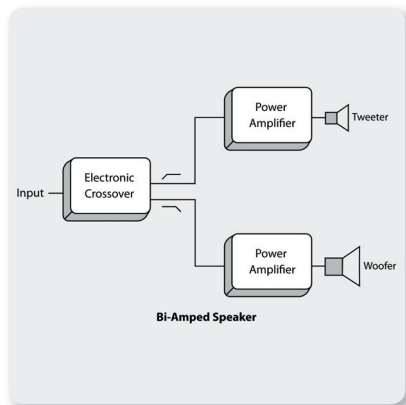 Power
Amplifier
Tweeter
Electronic
Crossover
Input
Power
Amplifier
Woofer
Bi-Amped Speaker